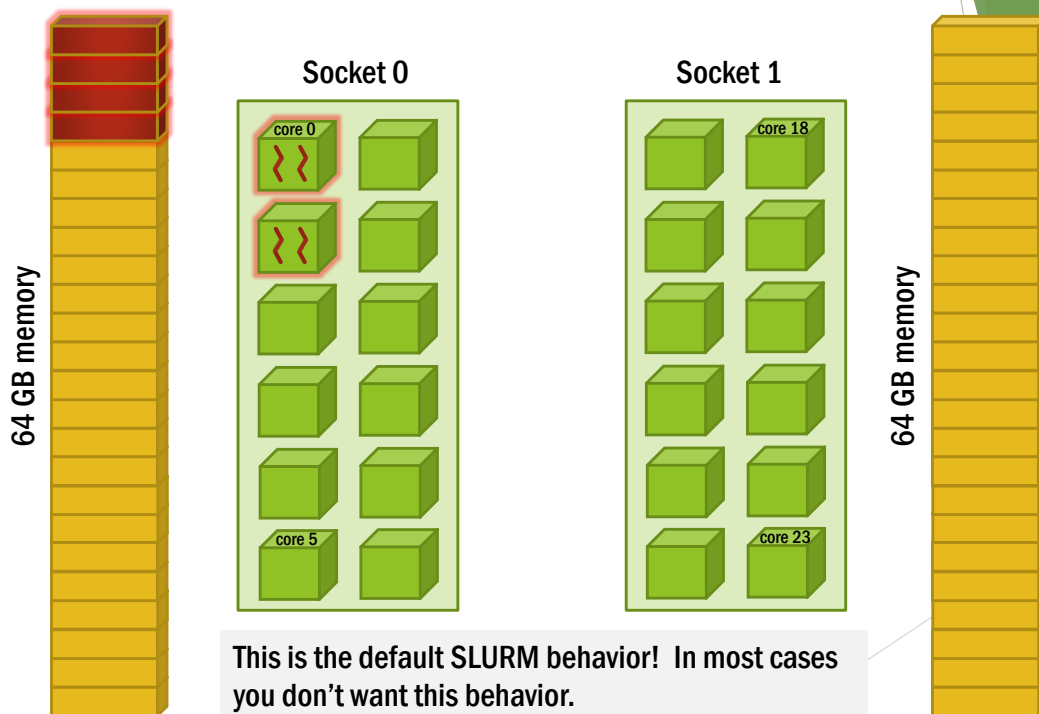 Socket 0
Socket 1
core 0
core 18
64 GB memory
64 GB memory
core 5
core 23
This is the default SLURM behavior!  In most cases
you don't want this behavior.